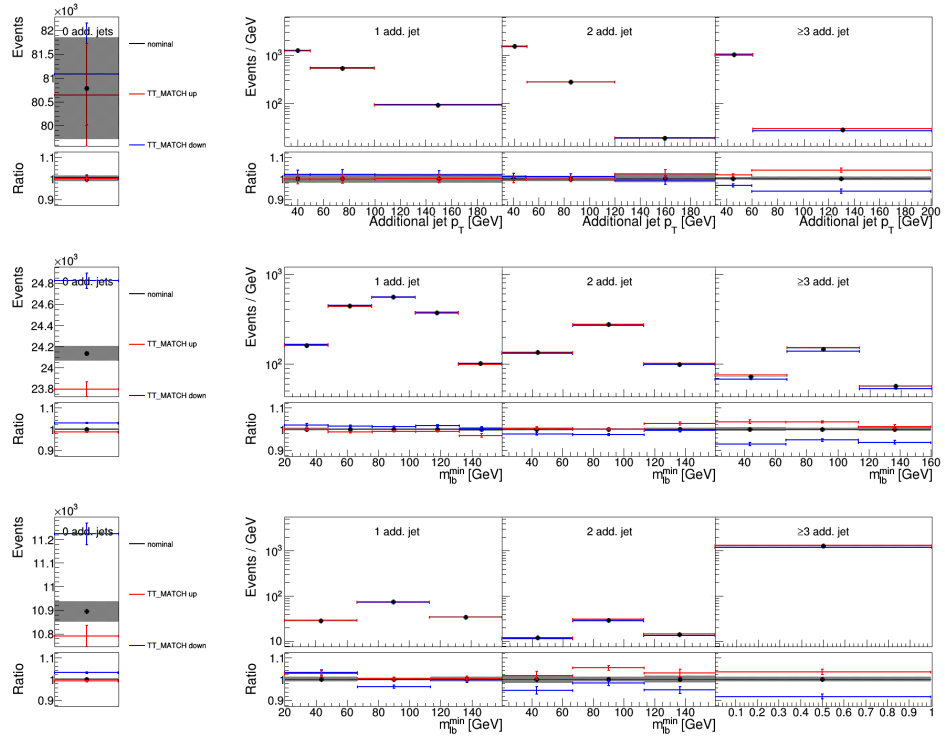 ×10³
Events
82
81.5
81
80.5
80
0 add. jets
nominal
TT_MATCH up
TT_MATCH down
Ratio
1.1
1
0.9
Events / GeV
10³
10²
1 add. jet
2 add. jet
≥3 add. jet
Ratio
1.1
1
0.9
40 60 80 100 120 140 160 180
40 60 80 100 120 140 160 180
40 60 80 100 120 140 160 180 200
Additional jet p_T [GeV]
Additional jet p_T [GeV]
Additional jet p_T [GeV]
×10³
Events
24.8
24.6
24.4
24.2
24
23.8
0 add. jets
nominal
TT_MATCH up
TT_MATCH down
Ratio
1.1
1
0.9
Events / GeV
10³
10²
1 add. jet
2 add. jet
≥3 add. jet
Ratio
1.1
1
0.9
20 40 60 80 100 120 140
40 60 80 100 120 140
40 60 80 100 120 140 160
m_lb^min [GeV]
m_lb^min [GeV]
m_lb^min [GeV]
×10³
Events
11.2
11
10.9
10.8
0 add. jets
nominal
TT_MATCH up
TT_MATCH down
Ratio
1.1
1
0.9
Events / GeV
10³
10²
10
1 add. jet
2 add. jet
≥3 add. jet
Ratio
1.1
1
0.9
20 40 60 80 100 120 140
40 60 80 100 120 140
0.1 0.2 0.3 0.4 0.5 0.6 0.7 0.8 0.9 1
m_lb^min [GeV]
m_lb^min [GeV]